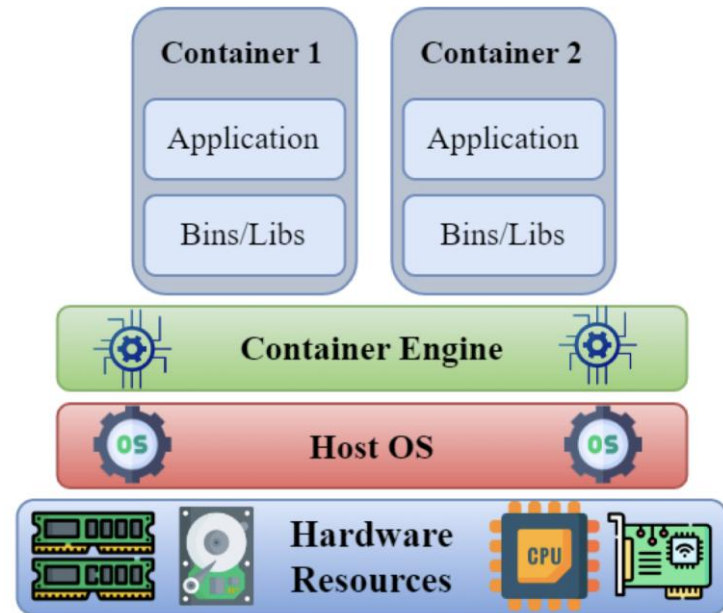 Container 1
Container 2
Application
Application
Bins/Libs
Bins/Libs
Container Engine
OS
Host OS
OS
Hardware
Resources
CPU